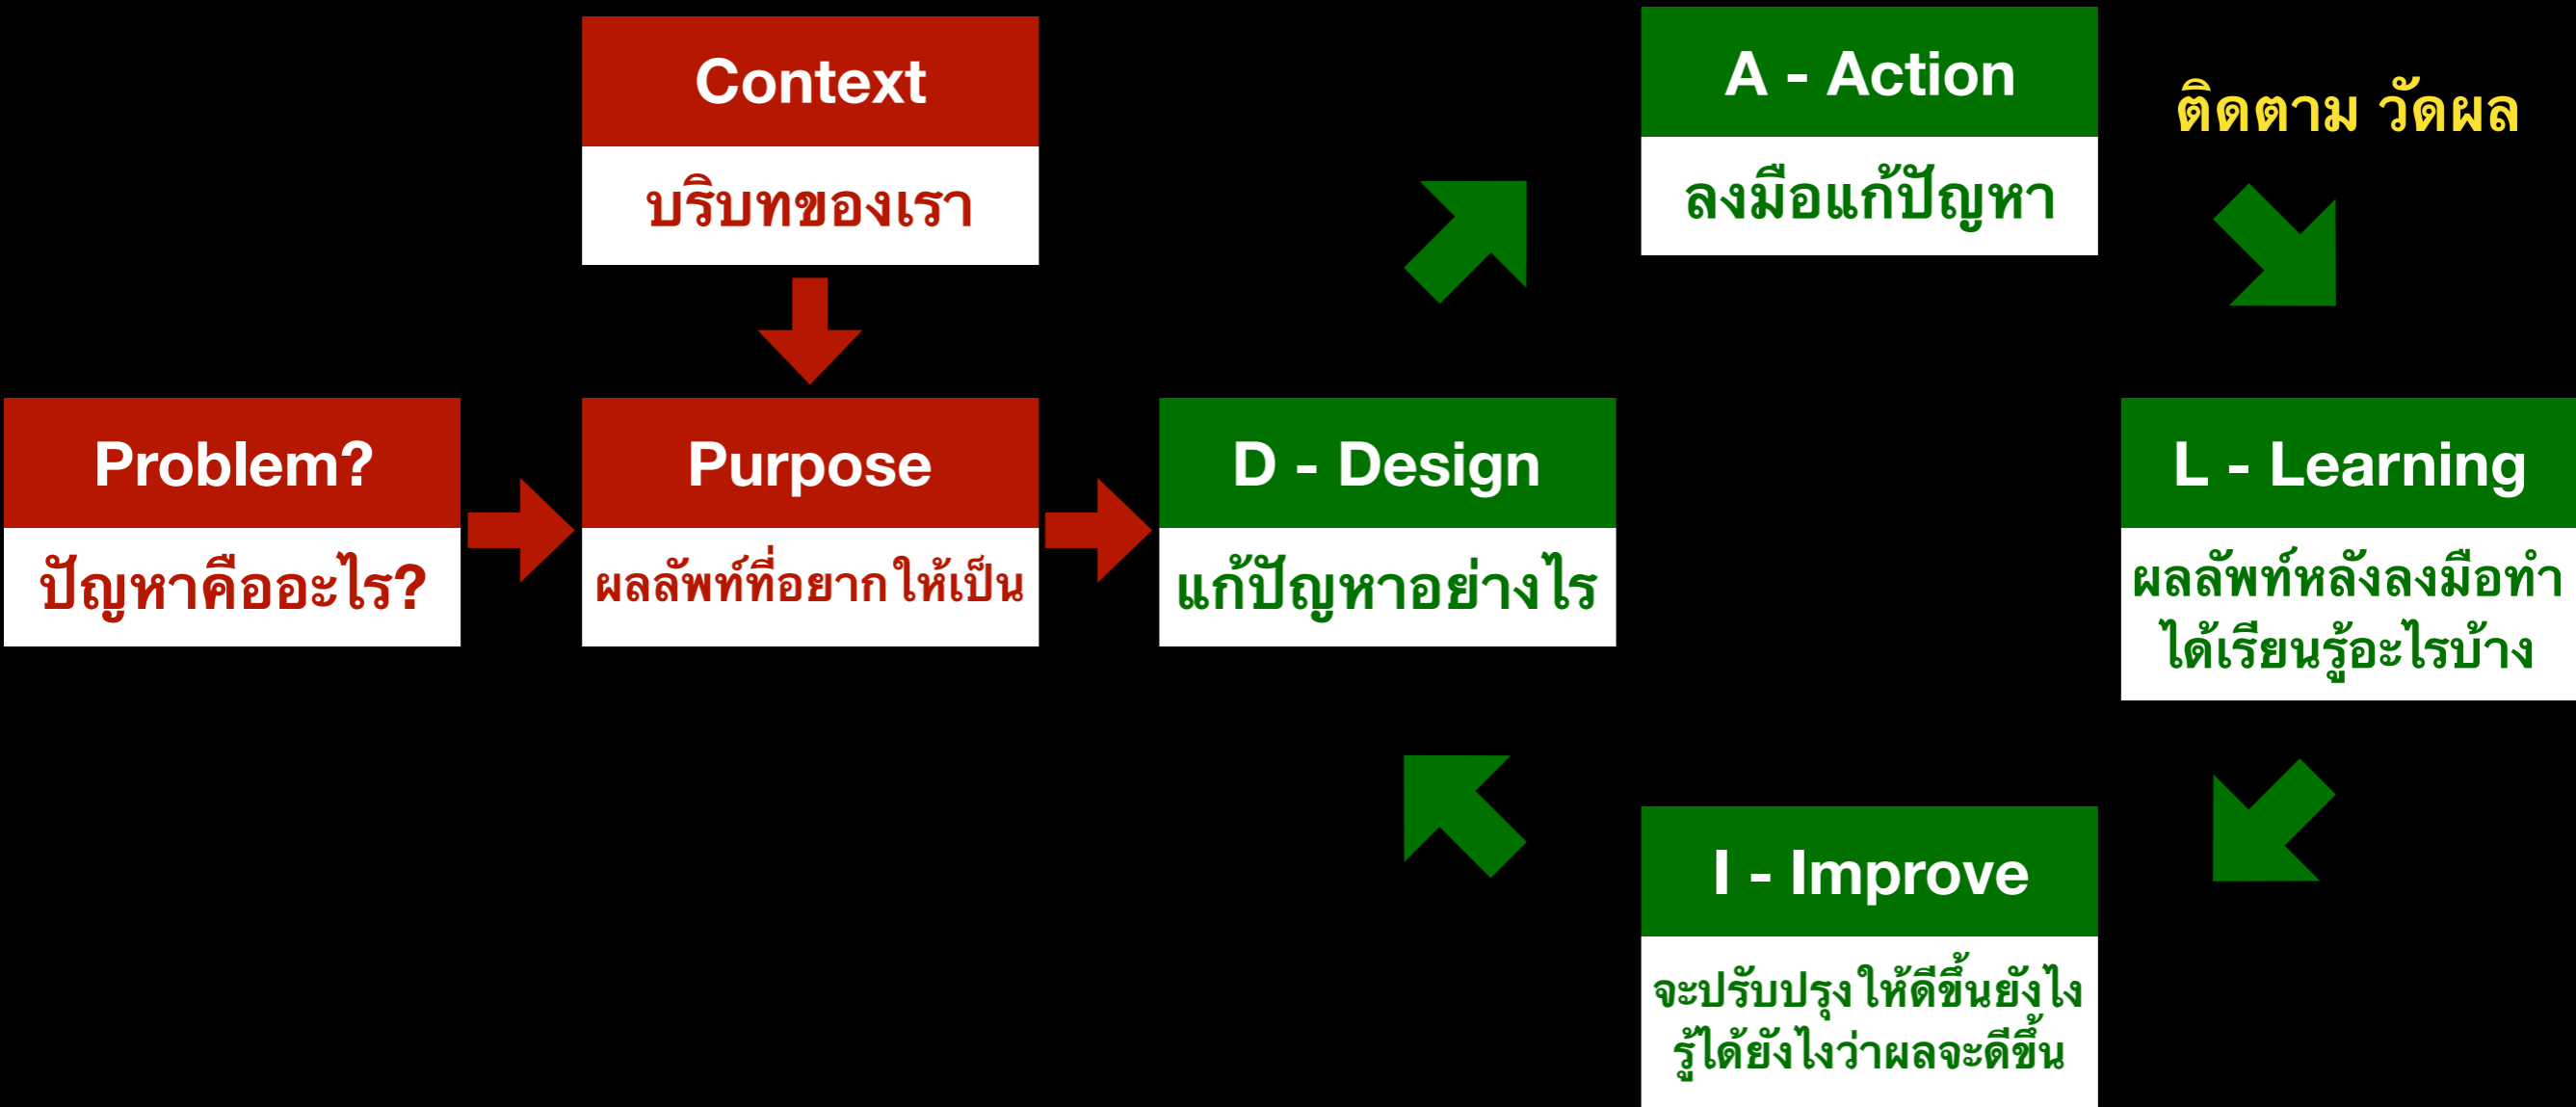 Context
บริบทของเรา
Problem?
ปัญหาคืออะไร?
Purpose
ผลลัพท์ที่อยากให้เป็น
D - Design
แก้ปัญหาอย่างไร
A - Action
ลงมือแก้ปัญหา
ติดตาม วัดผล
L - Learning
ผลลัพท์หลังลงมือทำ
ได้เรียนรู้อะไรบ้าง
I - Improve
จะปรับปรุงให้ดีขึ้นยังไง
รู้ได้ยังไงว่าผลจะดีขึ้น